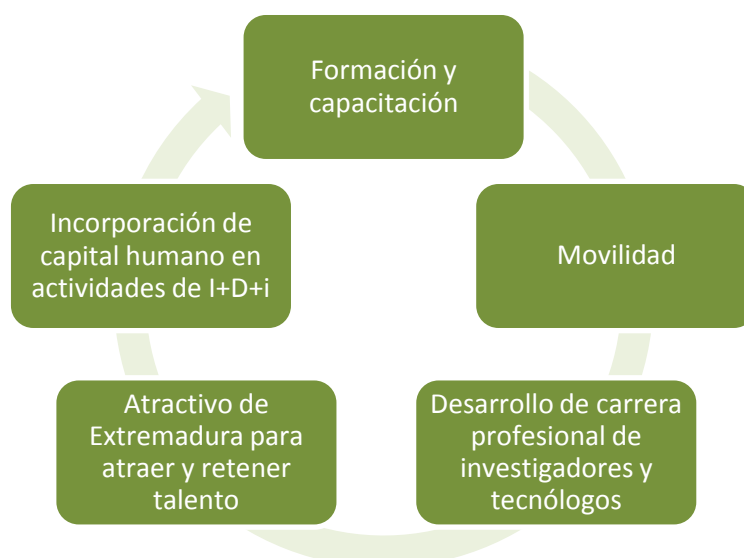 Formación y
capacitación
Incorporación de
capital humano en
actividades de I+D+i
Movilidad
Atractivo de
Extremadura para
atraer y retener
talento
Desarrollo de carrera
profesional de
investigadores y
tecnólogos